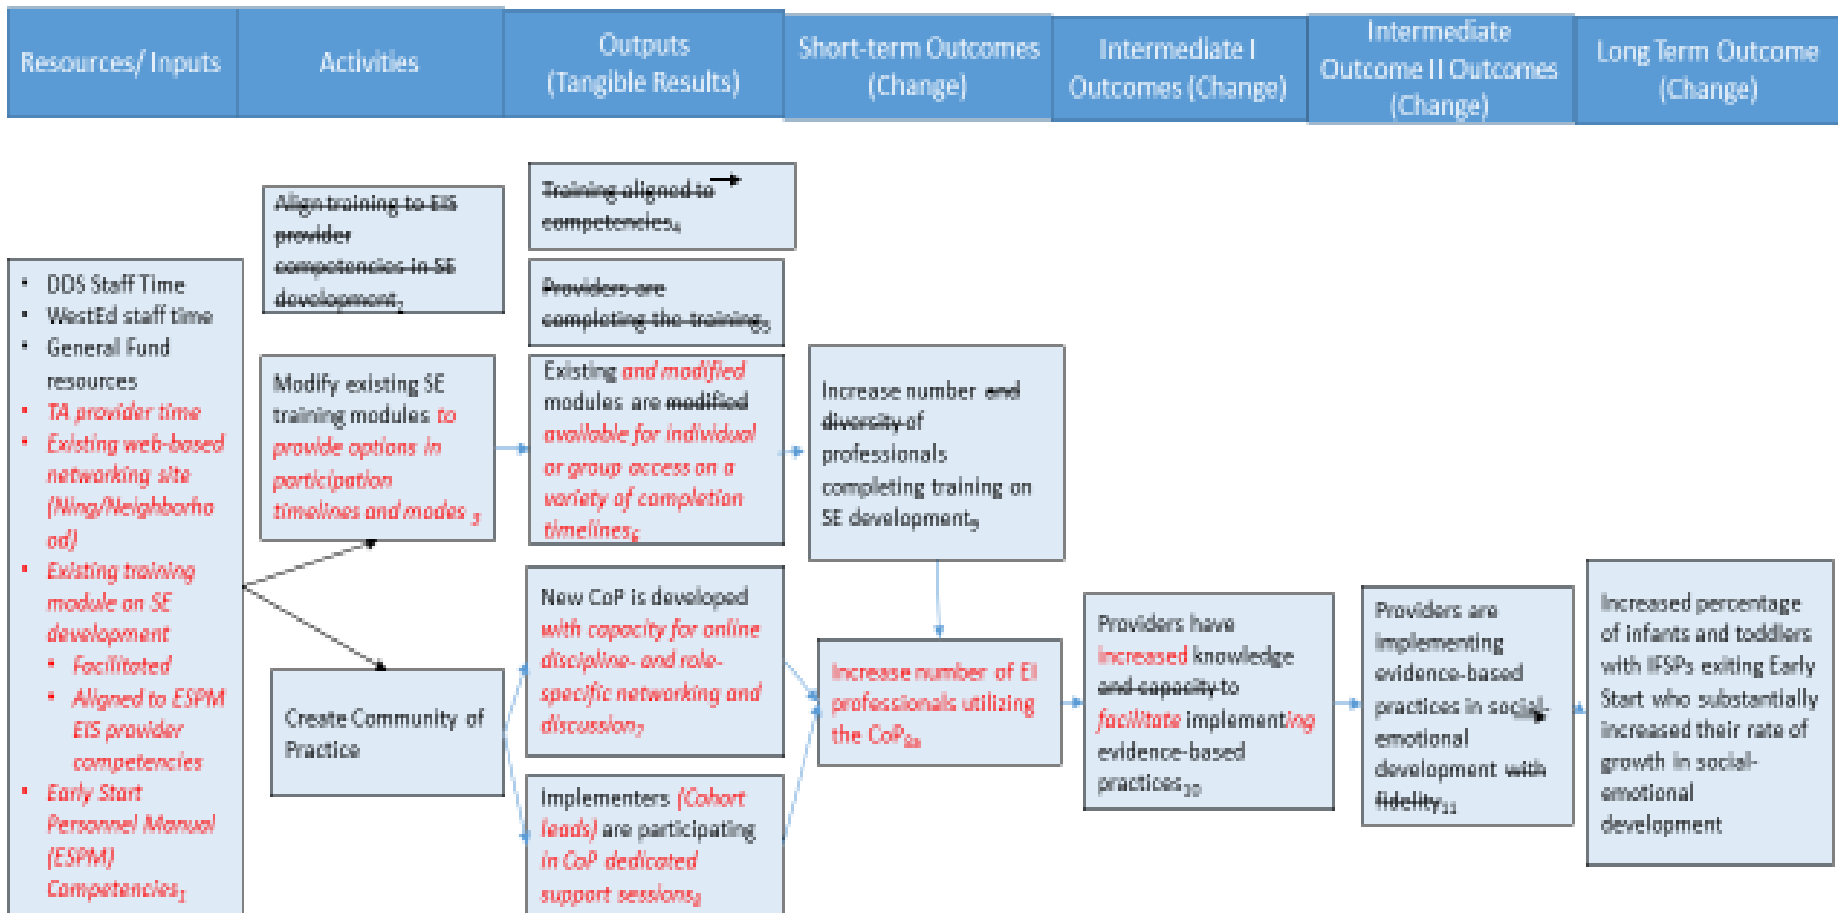 Resources/ Inputs
Activities
Outputs
(Tangible Results)
Short-term Outcomes
(Change)
Intermediate I
Outcomes (Change)
Intermediate
Outcome II Outcomes
(Change)
Long Term Outcome
(Change)
• DDS Staff Time
• WestEd staff time
• General Fund
resources
• TA provider time
• Existing web-based
networking site
(Ning/Neighborho
od)
• Existing training
module on SE
development
• Facilitated
• Aligned to ESPM
EIS provider
competencies
• Early Start
Personnel Manual
(ESPM)
Competencies1
Align training to EIS
provider
competencies in SE
development2
Modify existing SE
training modules to
provide options in
participation
timelines and modes 3
Create Community of
Practice
Training aligned to
competencies4
Providers are
completing the training5
Existing and modified
modules are modified
available for individual
or group access on a
variety of completion
timelines6
New CoP is developed
with capacity for online
discipline- and role-
specific networking and
discussion7
Implementers (Cohort
leads) are participating
in CoP dedicated
support sessions8
Increase number and
diversity of
professionals
completing training on
SE development9
Increase number of EI
professionals utilizing
the CoP9a
Providers have
increased knowledge
and capacity to
facilitate implementing
evidence-based
practices10
Providers are
implementing
evidence-based
practices in social-
emotional
development with
fidelity11
Increased percentage
of infants and toddlers
with IFSPs exiting Early
Start who substantially
increased their rate of
growth in social-
emotional
development